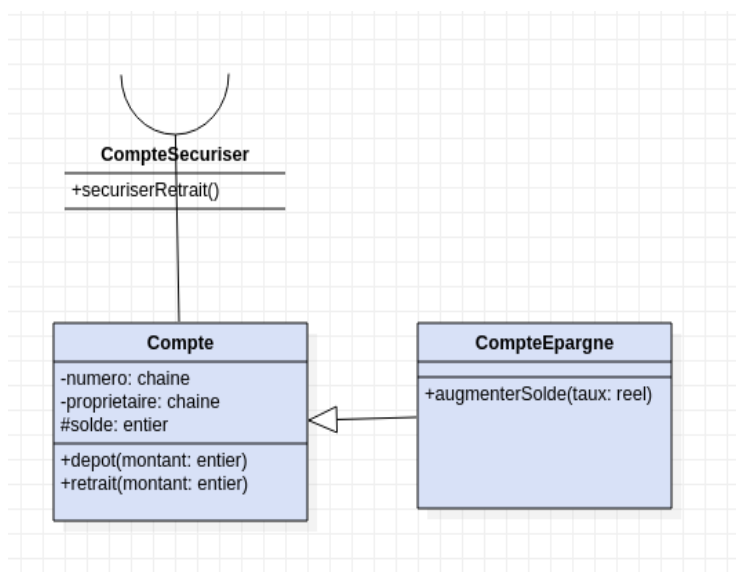 CompteSecuriser
+securiserRetrait()
Compte
-numero: chaine
-proprietaire: chaine
#solde: entier
+depot(montant: entier)
+retrait(montant: entier)
CompteEpargne
+augmenterSolde(taux: reel)